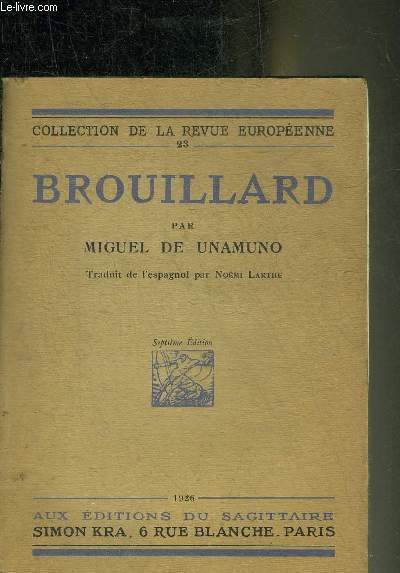 le-livre
COLLECTION DE LA REVUE EUROPÉENNE
23
BROUILLARD
PAR
MIGUEL DE UNAMUNO
Traduit de l'espagnol par NOÉMI LARTHE
Septième Édition
1926
AUX ÉDITIONS DU SAGITTAIRE
SIMON KRA, 6 RUE BLANCHE. PARIS